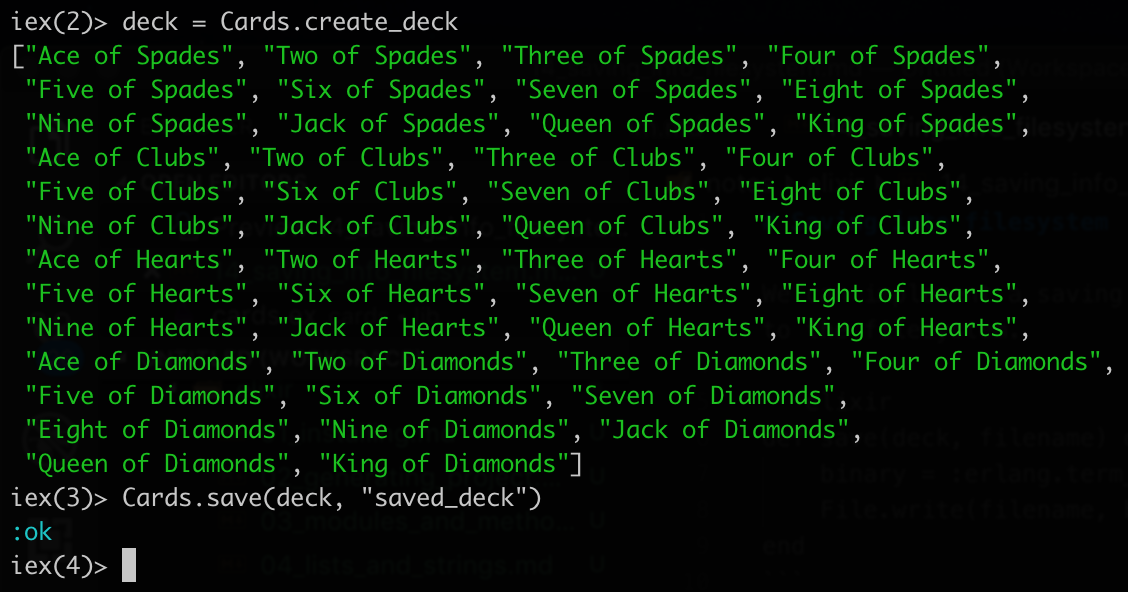 iex(2)> deck = Cards.create_deck
["Ace of Spades", "Two of Spades", "Three of Spades", "Four of Spades",
 "Five of Spades", "Six of Spades", "Seven of Spades", "Eight of Spades",
 "Nine of Spades", "Jack of Spades", "Queen of Spades", "King of Spades",
 "Ace of Clubs", "Two of Clubs", "Three of Clubs", "Four of Clubs",
 "Five of Clubs", "Six of Clubs", "Seven of Clubs", "Eight of Clubs",
 "Nine of Clubs", "Jack of Clubs", "Queen of Clubs", "King of Clubs",
 "Ace of Hearts", "Two of Hearts", "Three of Hearts", "Four of Hearts",
 "Five of Hearts", "Six of Hearts", "Seven of Hearts", "Eight of Hearts",
 "Nine of Hearts", "Jack of Hearts", "Queen of Hearts", "King of Hearts",
 "Ace of Diamonds", "Two of Diamonds", "Three of Diamonds", "Four of Diamonds",
 "Five of Diamonds", "Six of Diamonds", "Seven of Diamonds",
 "Eight of Diamonds", "Nine of Diamonds", "Jack of Diamonds",
 "Queen of Diamonds", "King of Diamonds"]
iex(3)> Cards.save(deck, "saved_deck")
:ok
iex(4)>